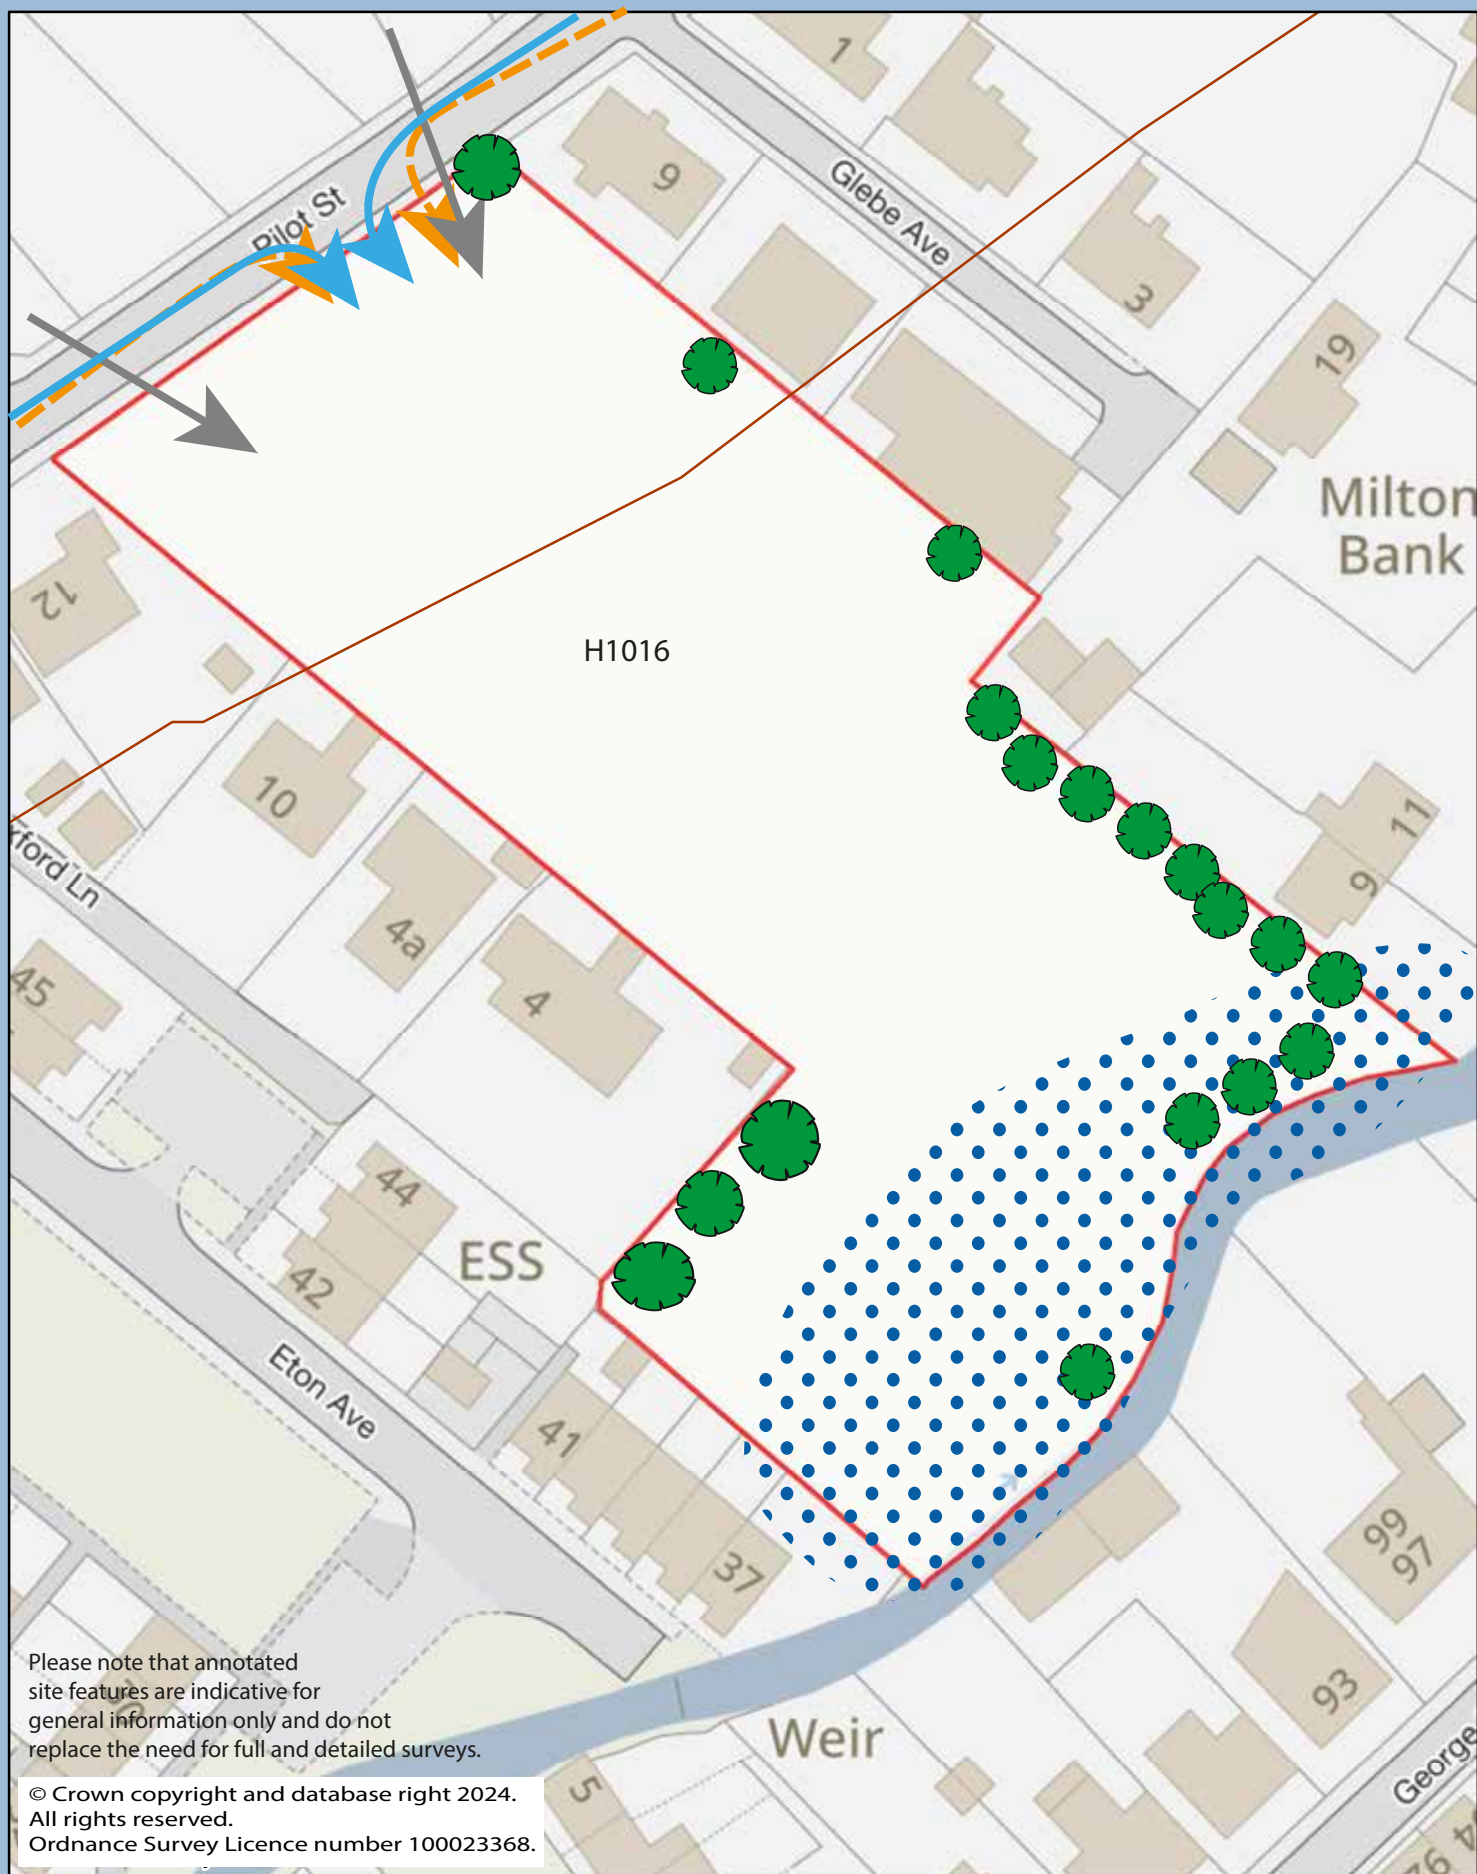 1
9
Pilot St
Glebe Ave
3
19
Milton
Bank
12
H1016
10
11
9
xford Ln
4a
45
4
44
ESS
42
Eton Ave
41
99
97
37
93
Please note that annotated
site features are indicative for
general information only and do not
replace the need for full and detailed surveys.
Weir
George
5
© Crown copyright and database right 2024.
All rights reserved.
Ordnance Survey Licence number 100023368.